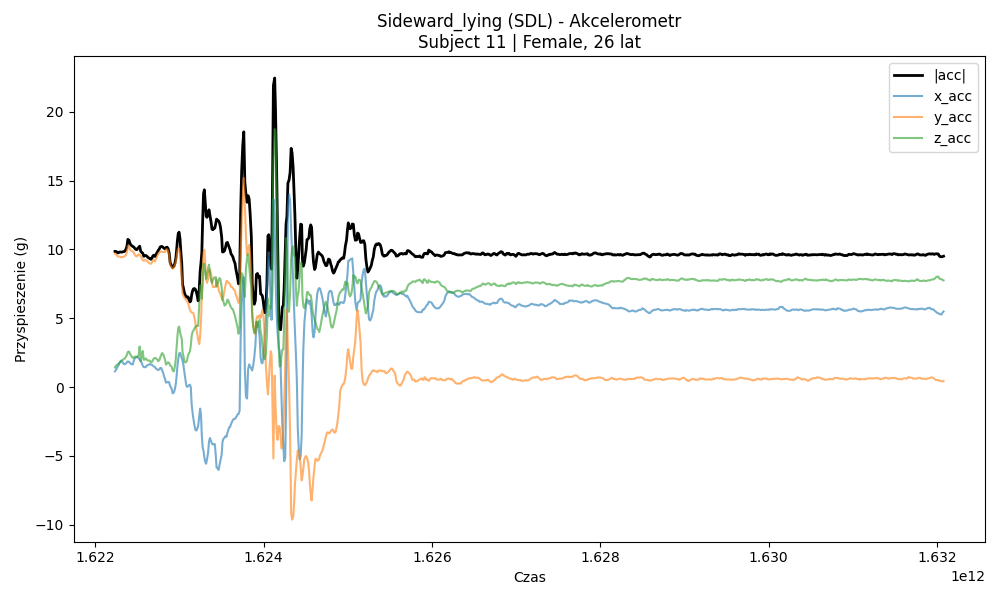 Sideward_lying (SDL) - Akcelerometr
Subject 11 | Female, 26 lat
|acc|
x_acc
y_acc
z_acc
Przyspieszenie (g)
20
15
10
5
0
−5
−10
1.622
1.624
1.626
1.628
1.630
1.632
1e12
Czas